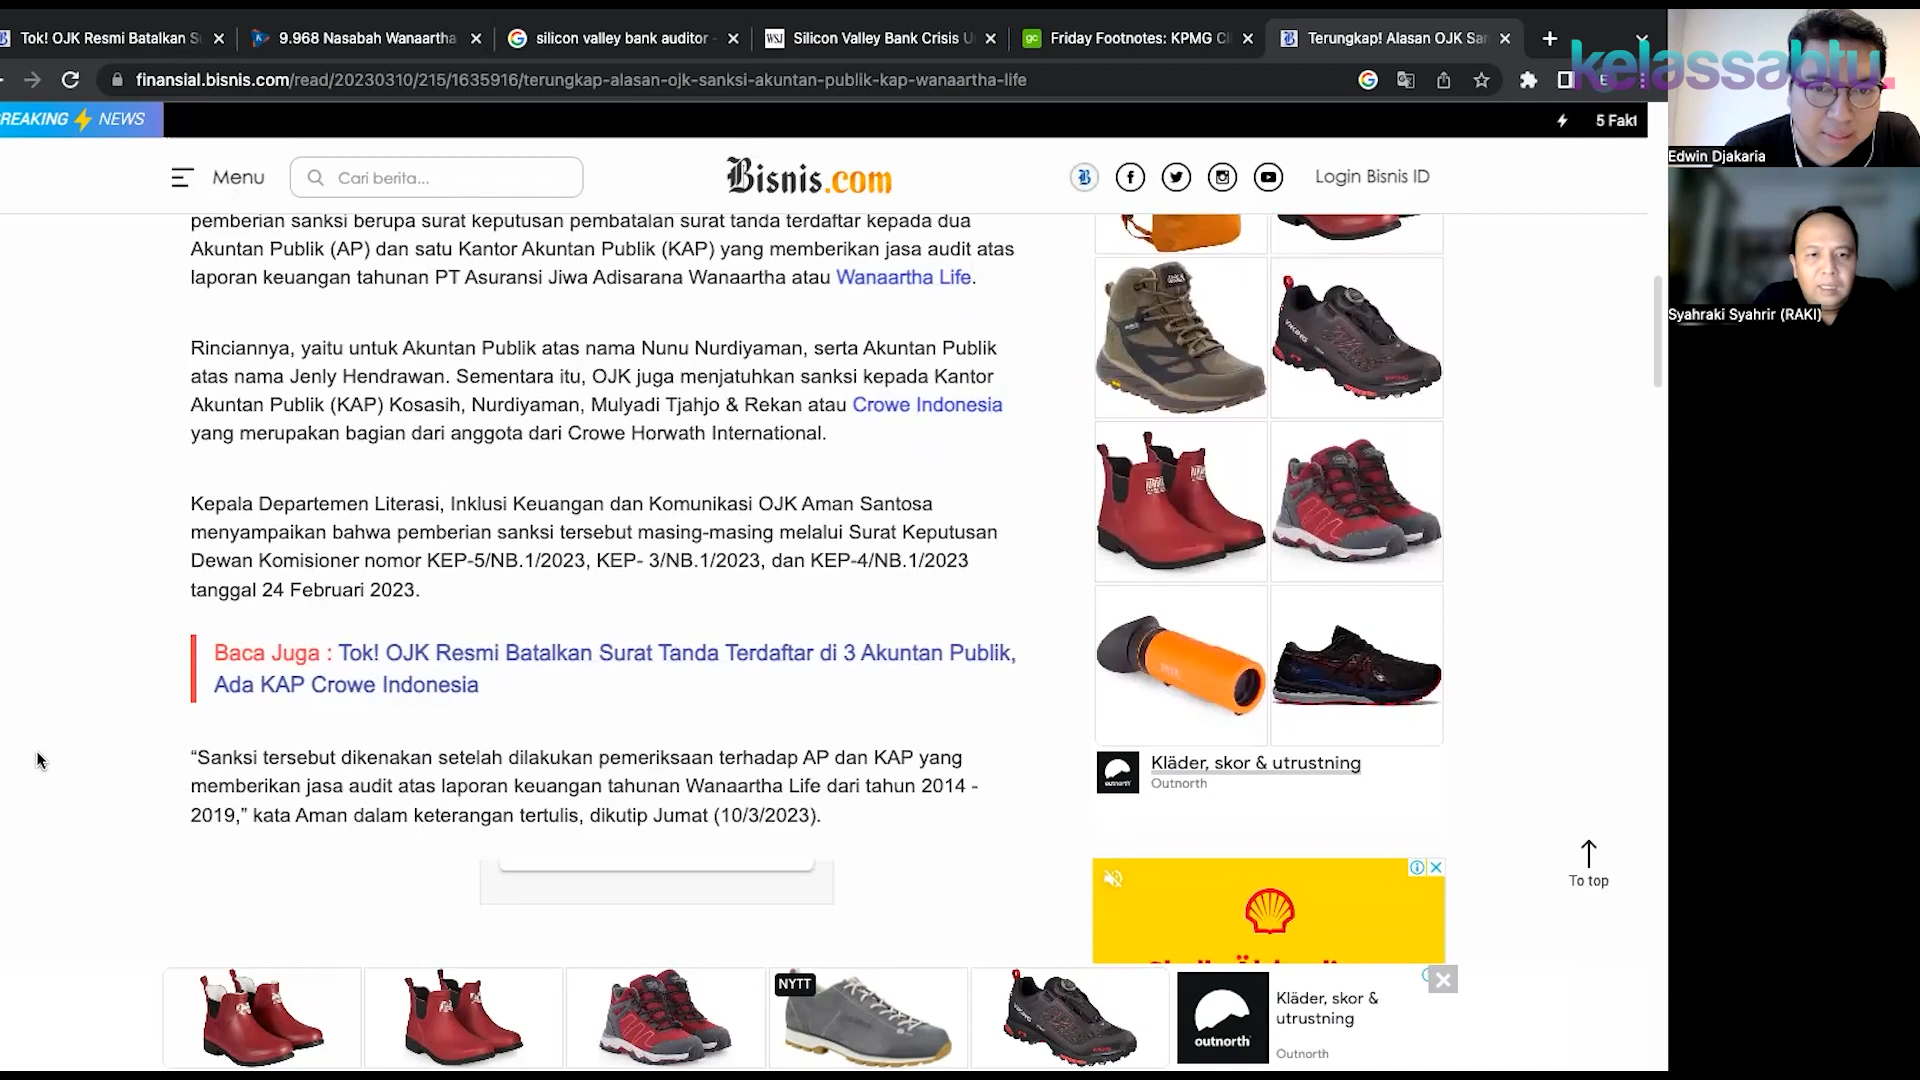 Tok! OJK Resmi Batalkan S
9.968 Nasabah Wanaartha
silicon valley bank auditor -
WSJ
Silicon Valley Bank Crisis U
gc
Friday Footnotes: KPMG Cl
Terungkap! Alasan OJK San
kelassabtu.
finansial.bisnis.com/read/20230310/215/1635916/terungkap-alasan-ojk-sanksi-akuntan-publik-kap-wanaartha-life
REAKING ⚡ NEWS
5 Fakt
Edwin Djakaria
Menu
Cari berita...
Bisnis.com
Login Bisnis ID
pemberian sanksi berupa surat keputusan pembatalan surat tanda terdaftar kepada dua
Akuntan Publik (AP) dan satu Kantor Akuntan Publik (KAP) yang memberikan jasa audit atas
laporan keuangan tahunan PT Asuransi Jiwa Adisarana Wanaartha atau Wanaartha Life.
Syahraki Syahrir (RAKI)
Rinciannya, yaitu untuk Akuntan Publik atas nama Nunu Nurdiyaman, serta Akuntan Publik
atas nama Jenly Hendrawan. Sementara itu, OJK juga menjatuhkan sanksi kepada Kantor
Akuntan Publik (KAP) Kosasih, Nurdiyaman, Mulyadi Tjahjo & Rekan atau Crowe Indonesia
yang merupakan bagian dari anggota dari Crowe Horwath International.
Kepala Departemen Literasi, Inklusi Keuangan dan Komunikasi OJK Aman Santosa
menyampaikan bahwa pemberian sanksi tersebut masing-masing melalui Surat Keputusan
Dewan Komisioner nomor KEP-5/NB.1/2023, KEP- 3/NB.1/2023, dan KEP-4/NB.1/2023
tanggal 24 Februari 2023.
Baca Juga : Tok! OJK Resmi Batalkan Surat Tanda Terdaftar di 3 Akuntan Publik,
Ada KAP Crowe Indonesia
“Sanksi tersebut dikenakan setelah dilakukan pemeriksaan terhadap AP dan KAP yang
memberikan jasa audit atas laporan keuangan tahunan Wanaartha Life dari tahun 2014 -
2019,” kata Aman dalam keterangan tertulis, dikutip Jumat (10/3/2023).
Kläder, skor & utrustning
Outnorth
To top
NYTT
outnorth
Kläder, skor &
utrustning
Outnorth